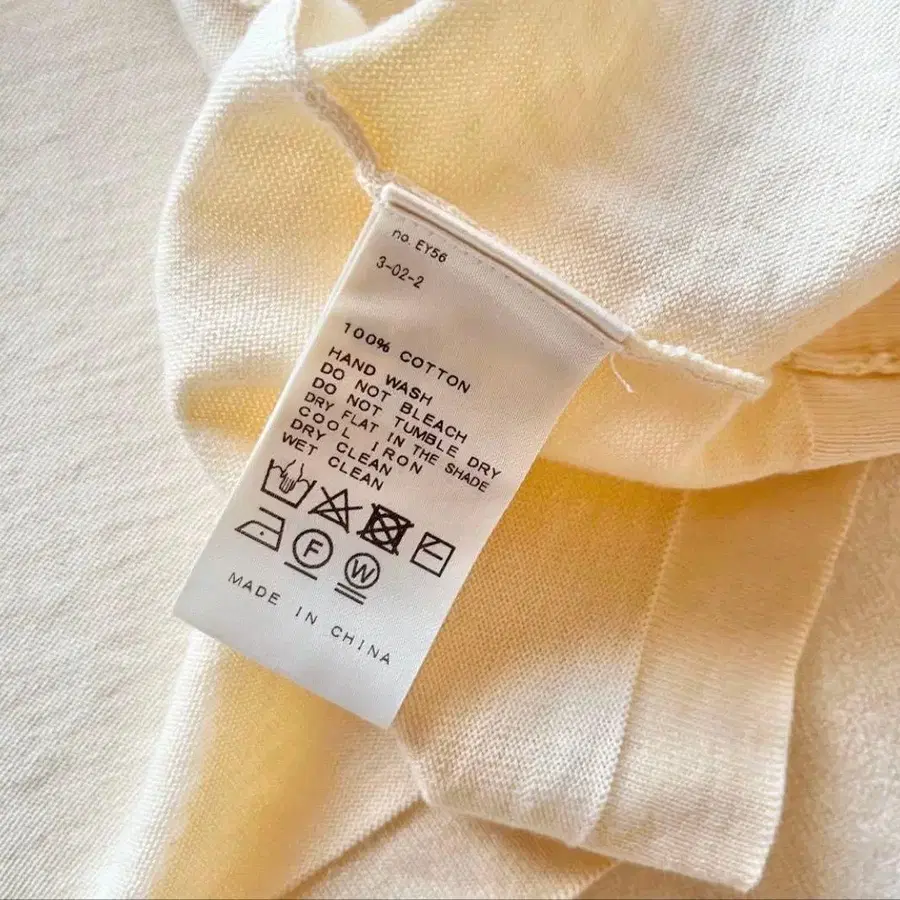 no. EY56
3-02-2
100% COTTON
HAND WASH
DO NOT BLEACH
DO NOT TUMBLE DRY
DRY FLAT IN THE SHADE
COOL IRON
DRY CLEAN
WET CLEAN
F
W
MADE IN CHINA